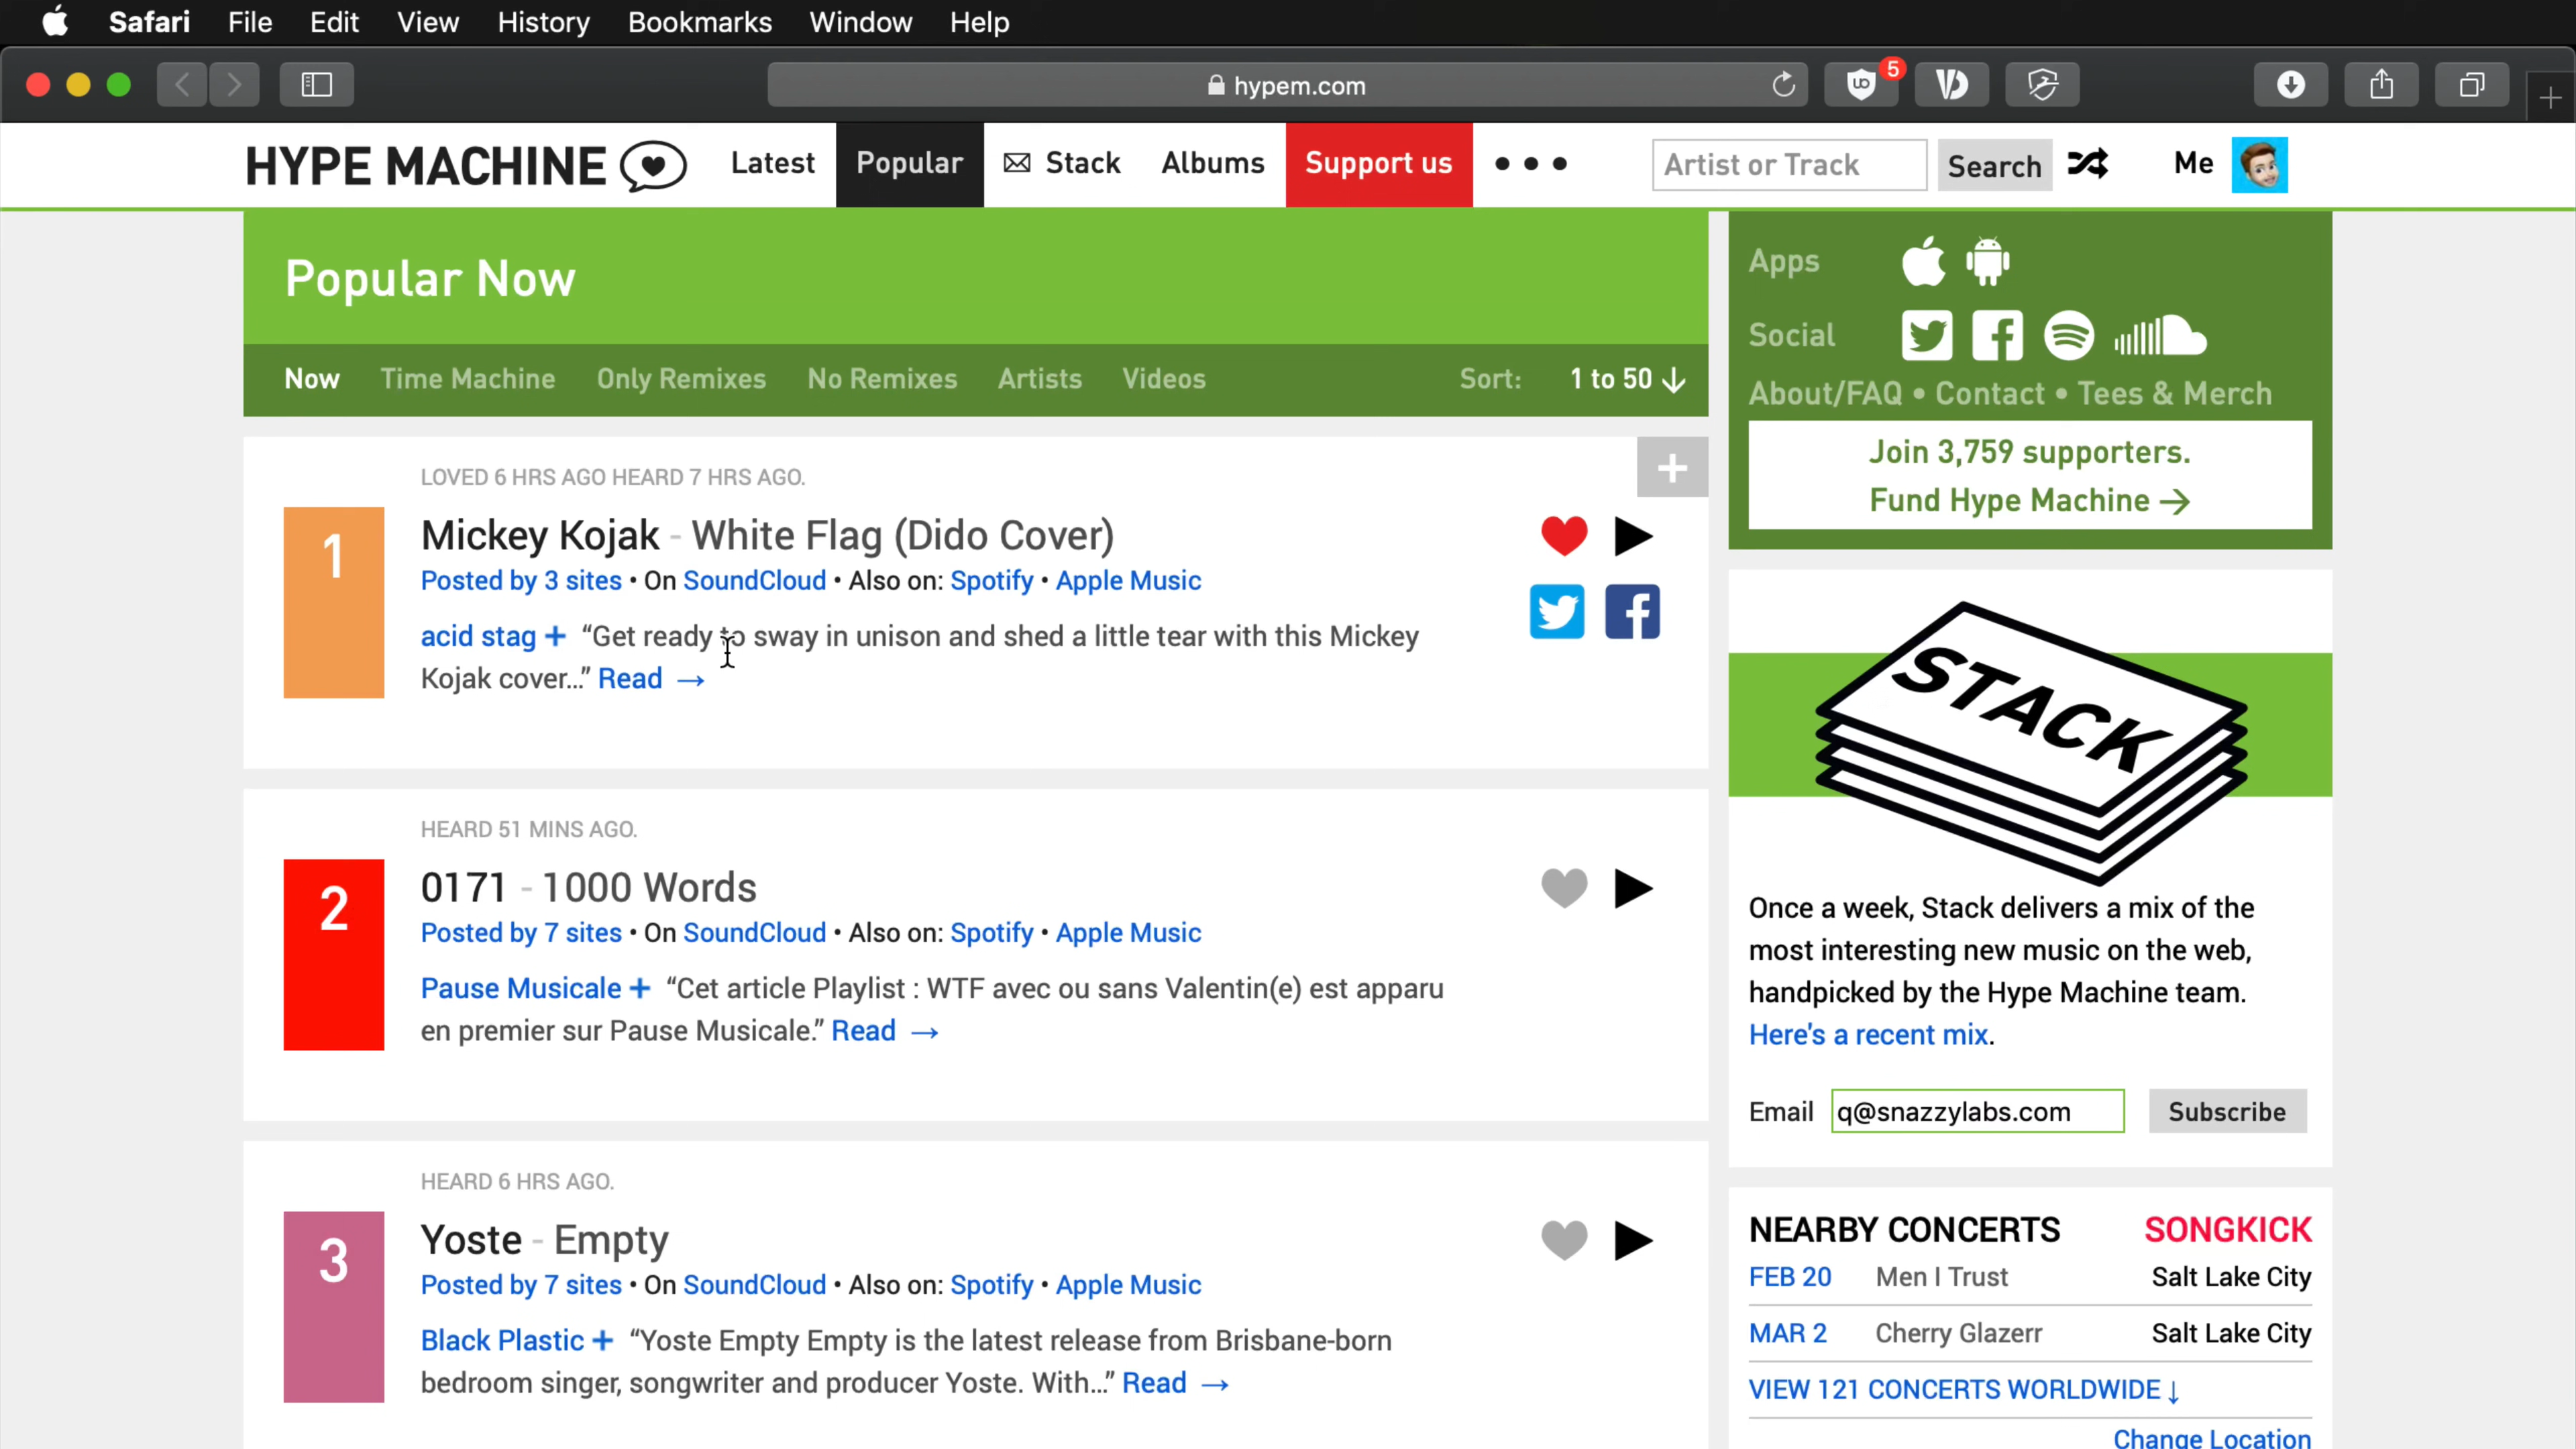 Safari File Edit View History Bookmarks Window Help
hypem.com
5
HYPE MACHINE Latest Popular Stack Albums Support us Artist or Track Search Me
Popular Now
Now Time Machine Only Remixes No Remixes Artists Videos Sort: 1 to 50 ↓
LOVED 6 HRS AGO HEARD 7 HRS AGO.
1
Mickey Kojak - White Flag (Dido Cover)
Posted by 3 sites • On SoundCloud • Also on: Spotify • Apple Music
acid stag + “Get ready to sway in unison and shed a little tear with this Mickey
Kojak cover...” Read →
HEARD 51 MINS AGO.
2
0171 - 1000 Words
Posted by 7 sites • On SoundCloud • Also on: Spotify • Apple Music
Pause Musicale + “Cet article Playlist : WTF avec ou sans Valentin(e) est apparu
en premier sur Pause Musicale.” Read →
HEARD 6 HRS AGO.
3
Yoste - Empty
Posted by 7 sites • On SoundCloud • Also on: Spotify • Apple Music
Black Plastic + “Yoste Empty Empty is the latest release from Brisbane-born
bedroom singer, songwriter and producer Yoste. With...” Read →
Apps
Social
About/FAQ • Contact • Tees & Merch
Join 3,759 supporters.
Fund Hype Machine →
STACK
Once a week, Stack delivers a mix of the
most interesting new music on the web,
handpicked by the Hype Machine team.
Here's a recent mix.
Email q@snazzylabs.com Subscribe
NEARBY CONCERTS SONGKICK
FEB 20 Men I Trust Salt Lake City
MAR 2 Cherry Glazerr Salt Lake City
VIEW 121 CONCERTS WORLDWIDE ↓
Change Location